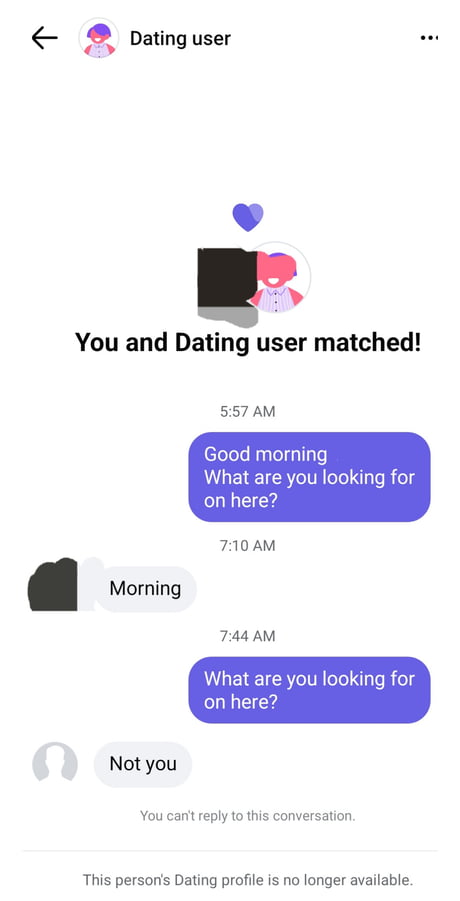 Dating user
You and Dating user matched!
5:57 AM
Good morning
What are you looking for
on here?
7:10 AM
Morning
7:44 AM
What are you looking for
on here?
Not you
You can't reply to this conversation.
This person's Dating profile is no longer available.